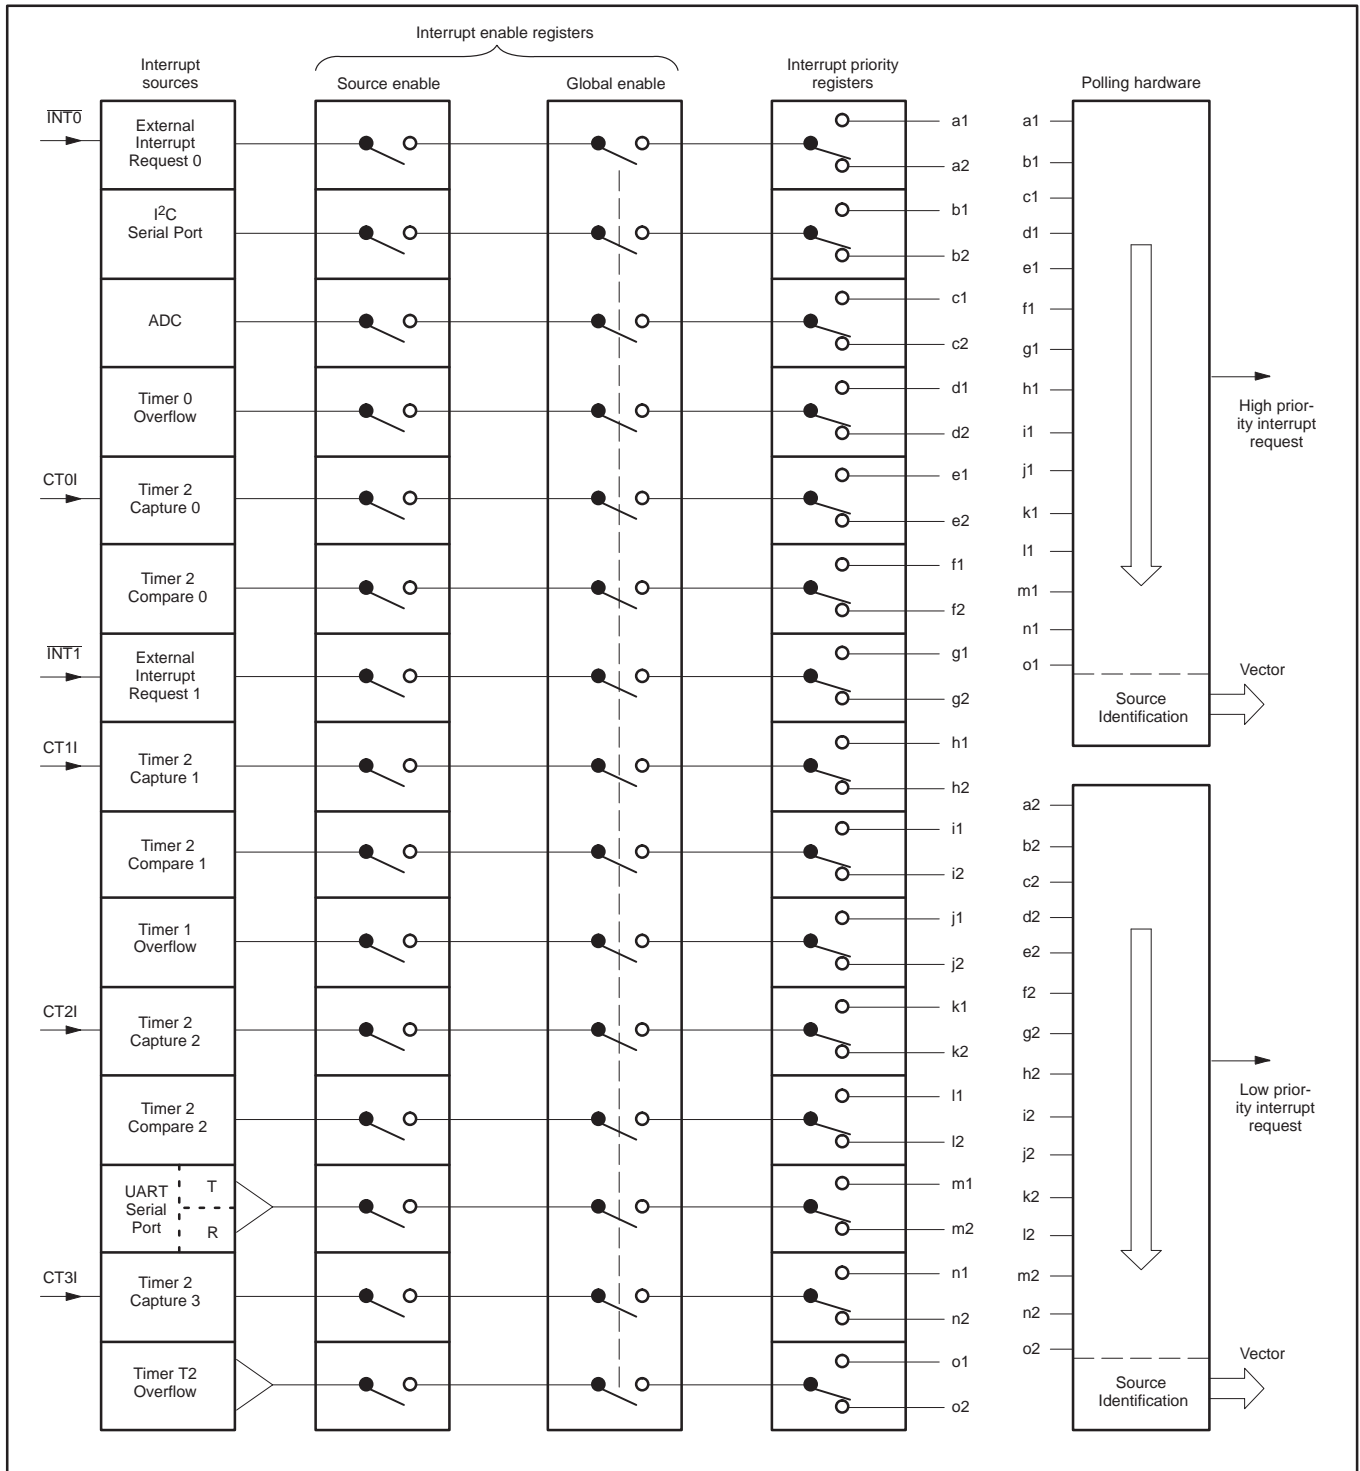 Interrupt enable registers
Interrupt
sources
Source enable
Global enable
Interrupt priority
registers
Polling hardware
INT0
External
Interrupt
Request 0
a1
a2
I2C
Serial Port
b1
b2
ADC
c1
c2
Timer 0
Overflow
d1
d2
CT0I
Timer 2
Capture 0
e1
e2
Timer 2
Compare 0
f1
f2
INT1
External
Interrupt
Request 1
g1
g2
CT1I
Timer 2
Capture 1
h1
h2
Timer 2
Compare 1
i1
i2
Timer 1
Overflow
j1
j2
CT2I
Timer 2
Capture 2
k1
k2
Timer 2
Compare 2
l1
l2
UART
Serial
Port
T
R
m1
m2
CT3I
Timer 2
Capture 3
n1
n2
Timer T2
Overflow
o1
o2
a1
b1
c1
d1
e1
f1
g1
h1
i1
j1
k1
l1
m1
n1
o1
High prior-
ity interrupt
request
Source
Identification
Vector
a2
b2
c2
d2
e2
f2
g2
h2
i2
j2
k2
l2
m2
n2
o2
Low prior-
ity interrupt
request
Source
Identification
Vector